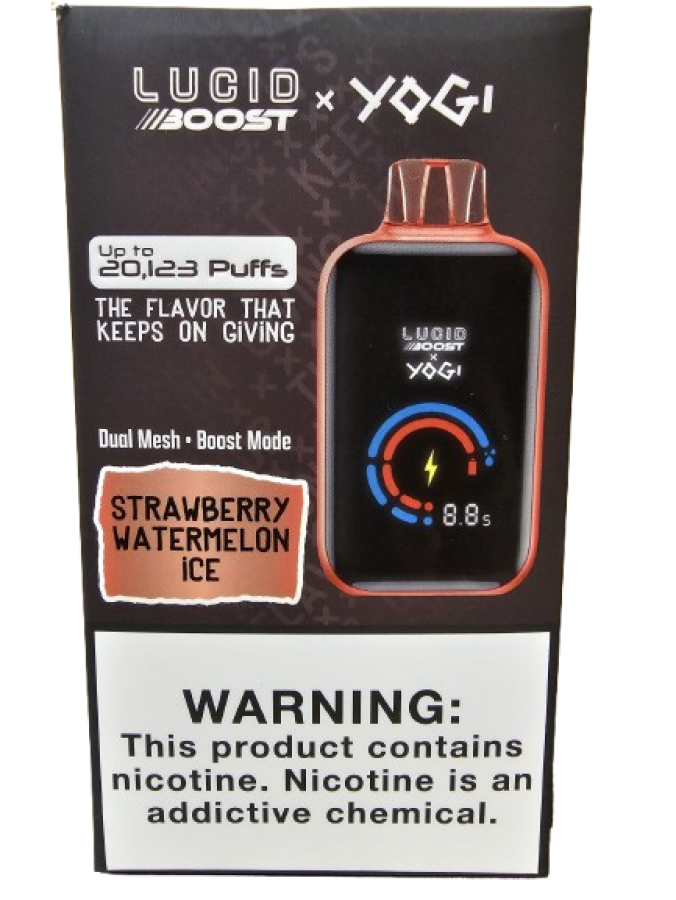 LUCID
BOOST
x YOGI
Up to
20,123 Puffs
THE FLAVOR THAT
KEEPS ON GiViNG
LUCID
BOOST
x
YOGI
Dual Mesh • Boost Mode
8.8s
STRAWBERRY
WATERMELON
iCE
WARNING:
This product contains
nicotine. Nicotine is an
addictive chemical.